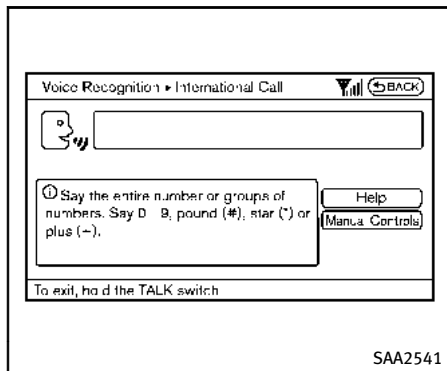 Voice Recognition ▸ International Call
BACK
Say the entire number or groups of
numbers. Say 0 9, pound (#), star (*) or
plus (+).
Help
Manual Controls
To exit, hold the TALK switch
SAA2541